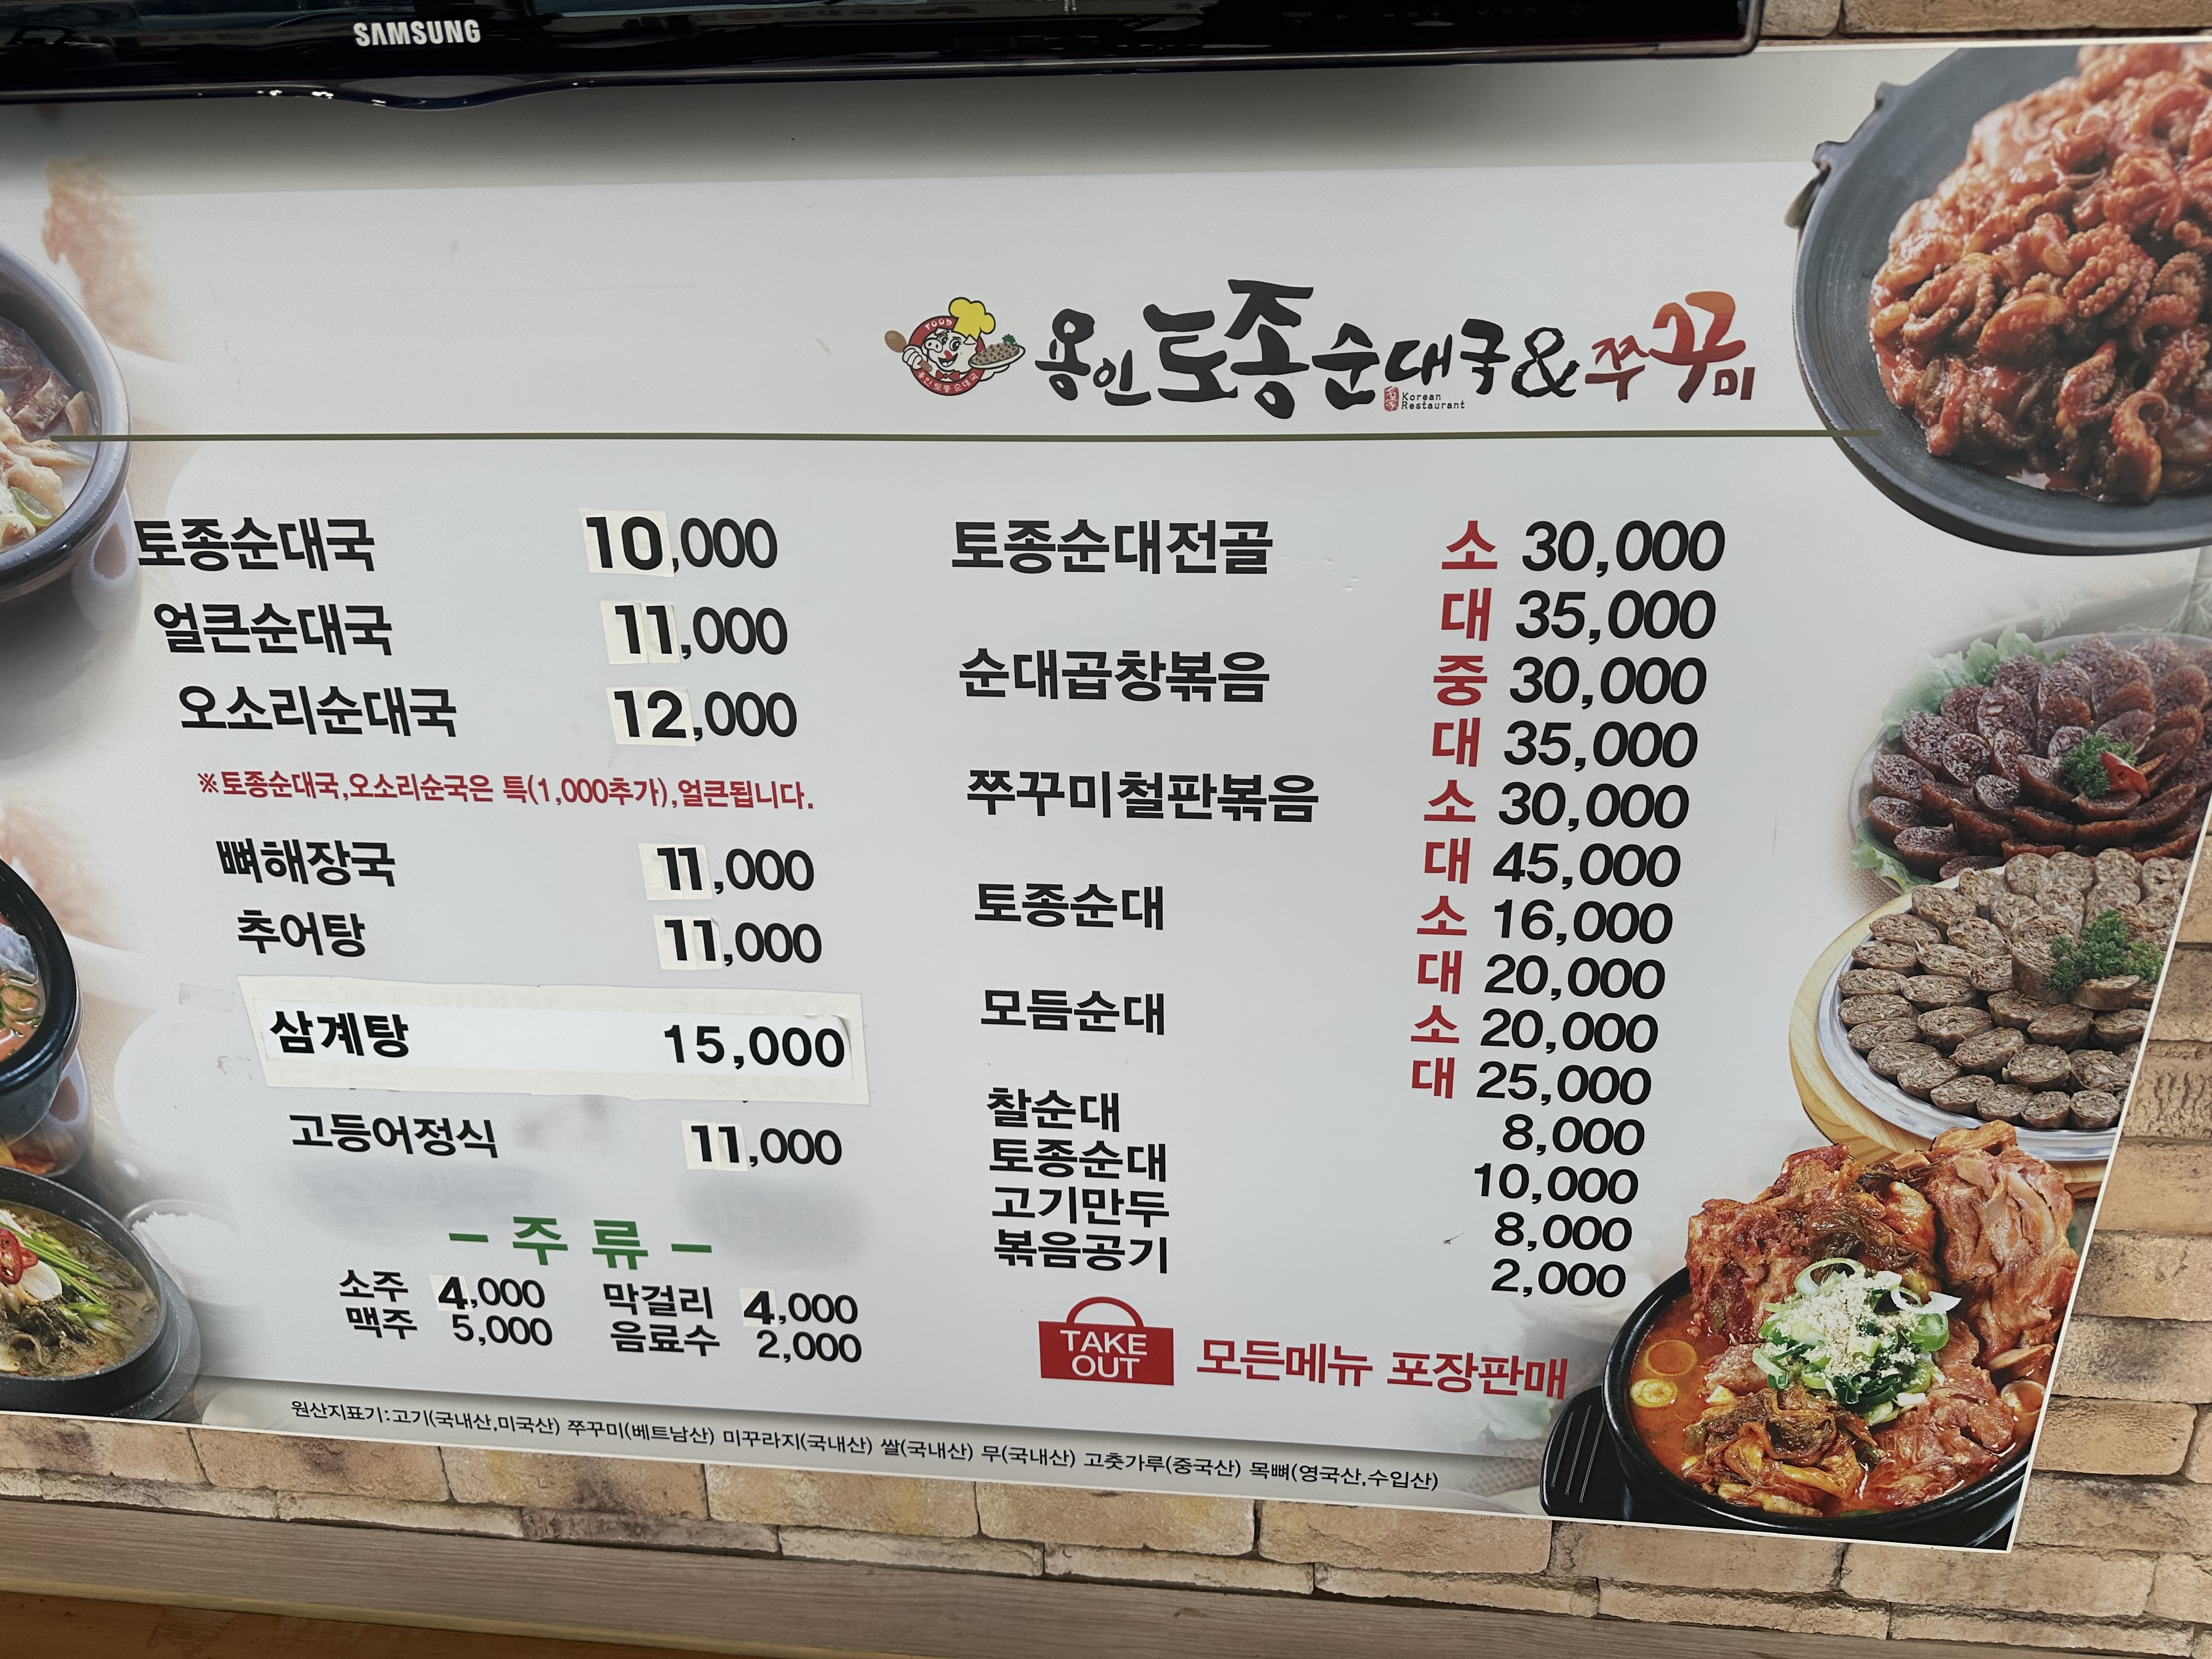 SAMSUNG
FOOD
용인토종순대국
용인토종순대국&쭈꾸미
Korean
Restaurant
토종순대국 10,000
얼큰순대국 11,000
오소리순대국 12,000
※토종순대국,오소리순국은 특(1,000추가),얼큰됩니다.
뼈해장국 11,000
추어탕 11,000
삼계탕 15,000
고등어정식 11,000
- 주 류 -
소주 4,000 막걸리 4,000
맥주 5,000 음료수 2,000
토종순대전골 소 30,000
대 35,000
순대곱창볶음 중 30,000
대 35,000
쭈꾸미철판볶음 소 30,000
대 45,000
토종순대 소 16,000
대 20,000
모듬순대 소 20,000
대 25,000
찰순대 8,000
토종순대 10,000
고기만두 8,000
볶음공기 2,000
TAKE
OUT
모든메뉴 포장판매
원산지표기:고기(국내산,미국산) 쭈꾸미(베트남산) 미꾸라지(국내산) 쌀(국내산) 무(국내산) 고춧가루(중국산) 목뼈(영국산,수입산)